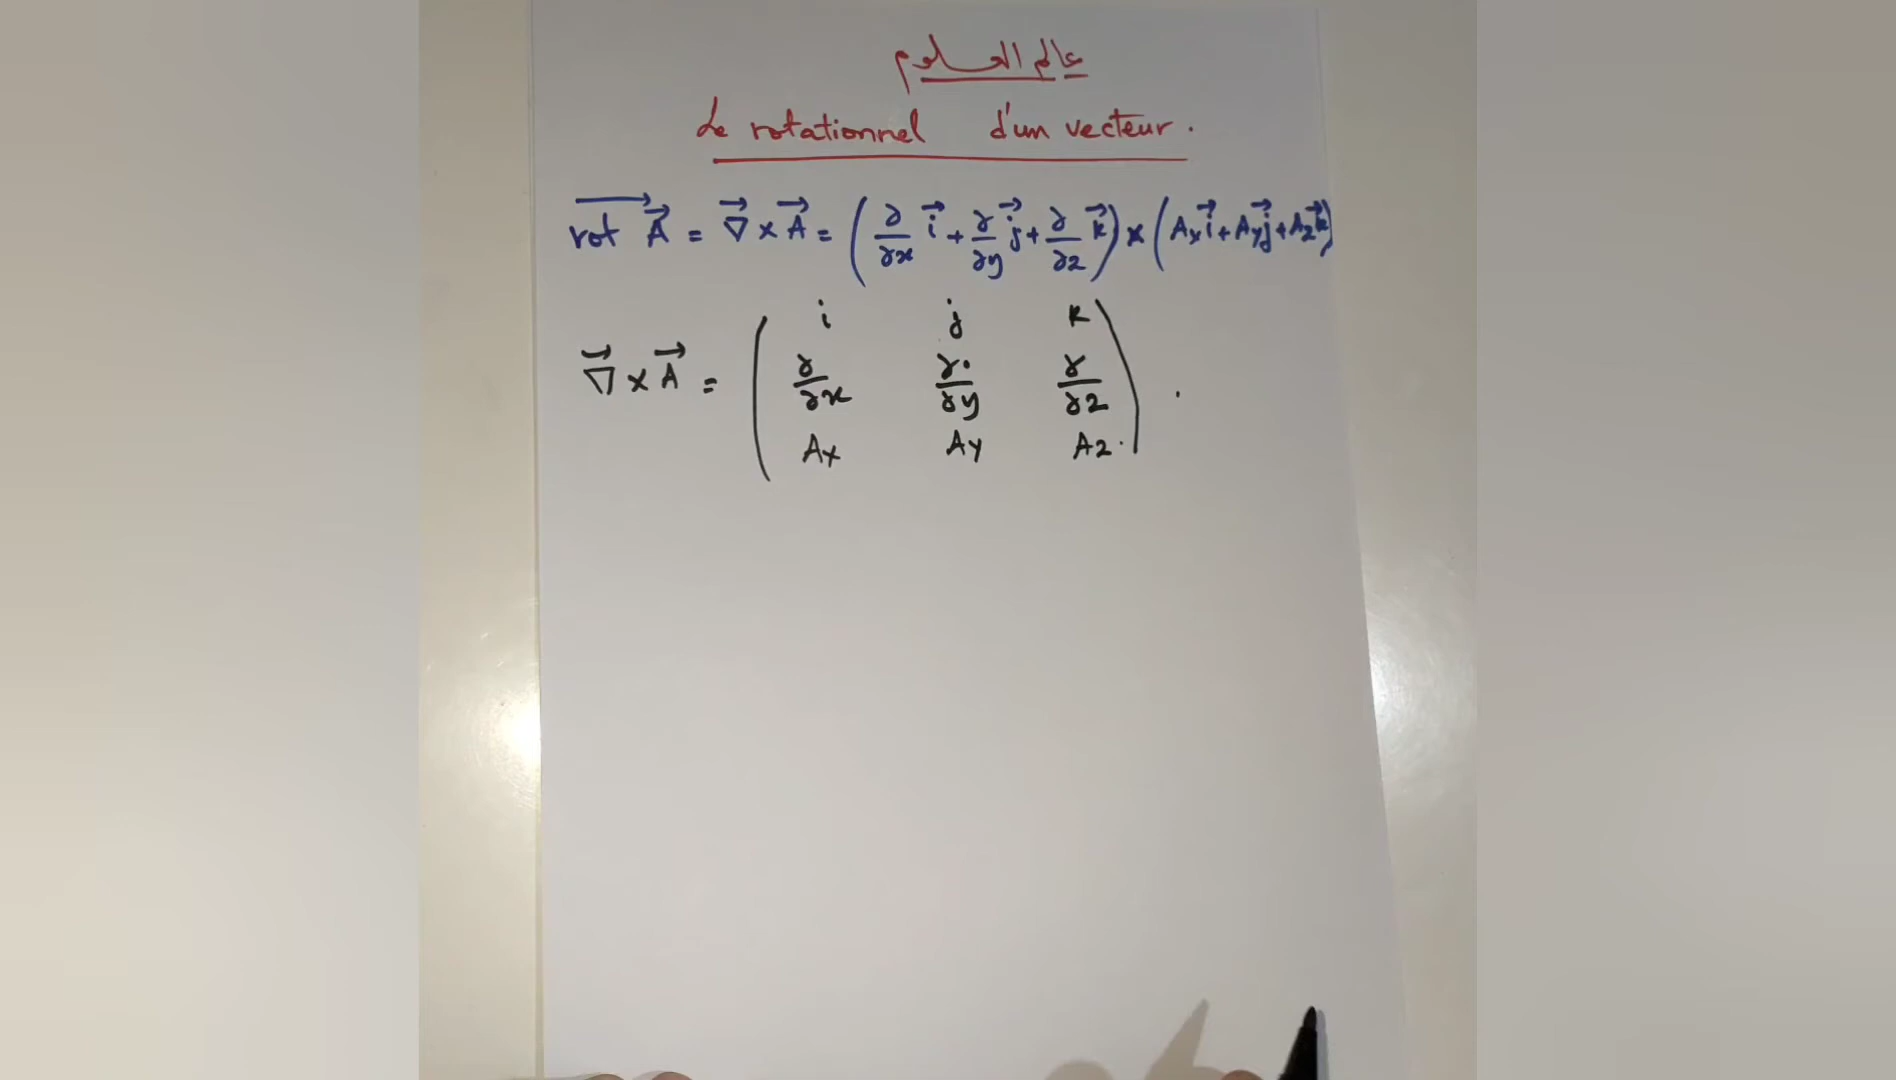 عالم العلوم
Le rotationnel d'un vecteur.
rot A⃗ = ∇⃗ × A⃗ = (∂/∂x i⃗ + ∂/∂y j⃗ + ∂/∂z k⃗) × (Ax i⃗ + Ay j⃗ + Az k⃗)
i j k
∇⃗ × A⃗ = ( ∂/∂x ∂/∂y ∂/∂z ) .
Ax Ay Az.